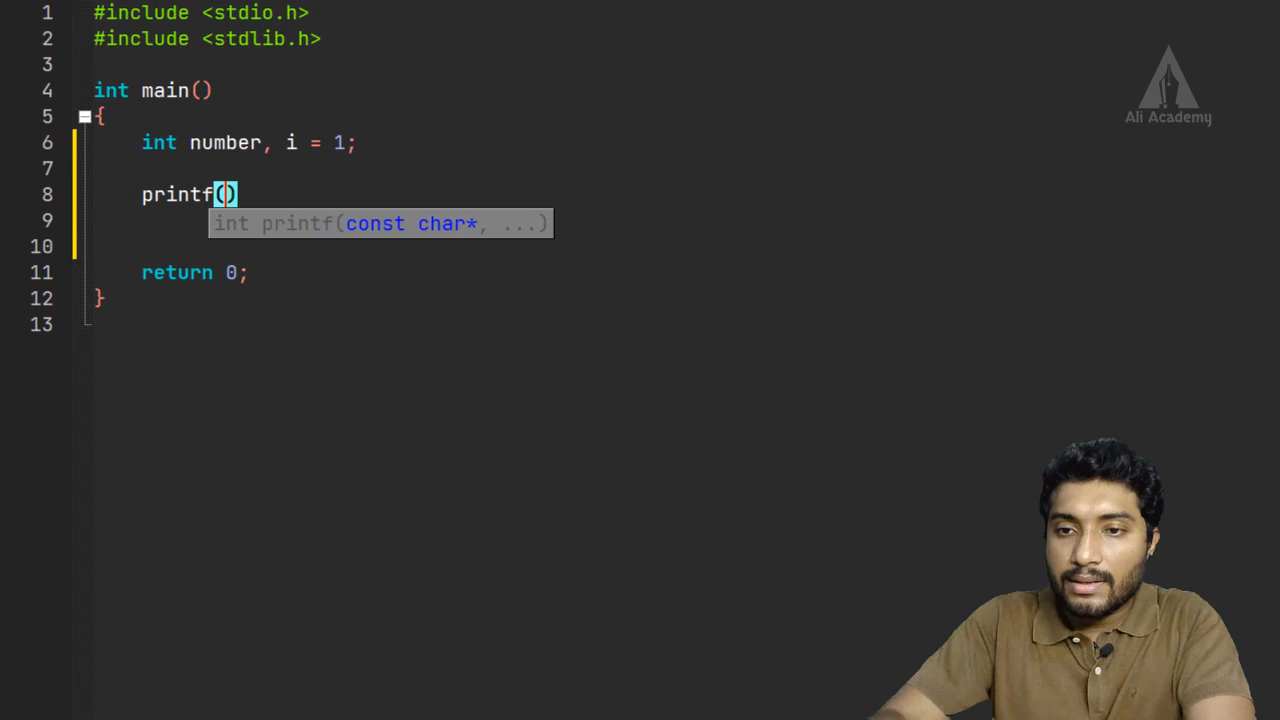 1 #include <stdio.h>
2 #include <stdlib.h>
3
4 int main()
5 {
6 int number, i = 1;
7
8 printf()
int printf(const char*, ...)
9
10
11 return 0;
12 }
13
Ali Academy